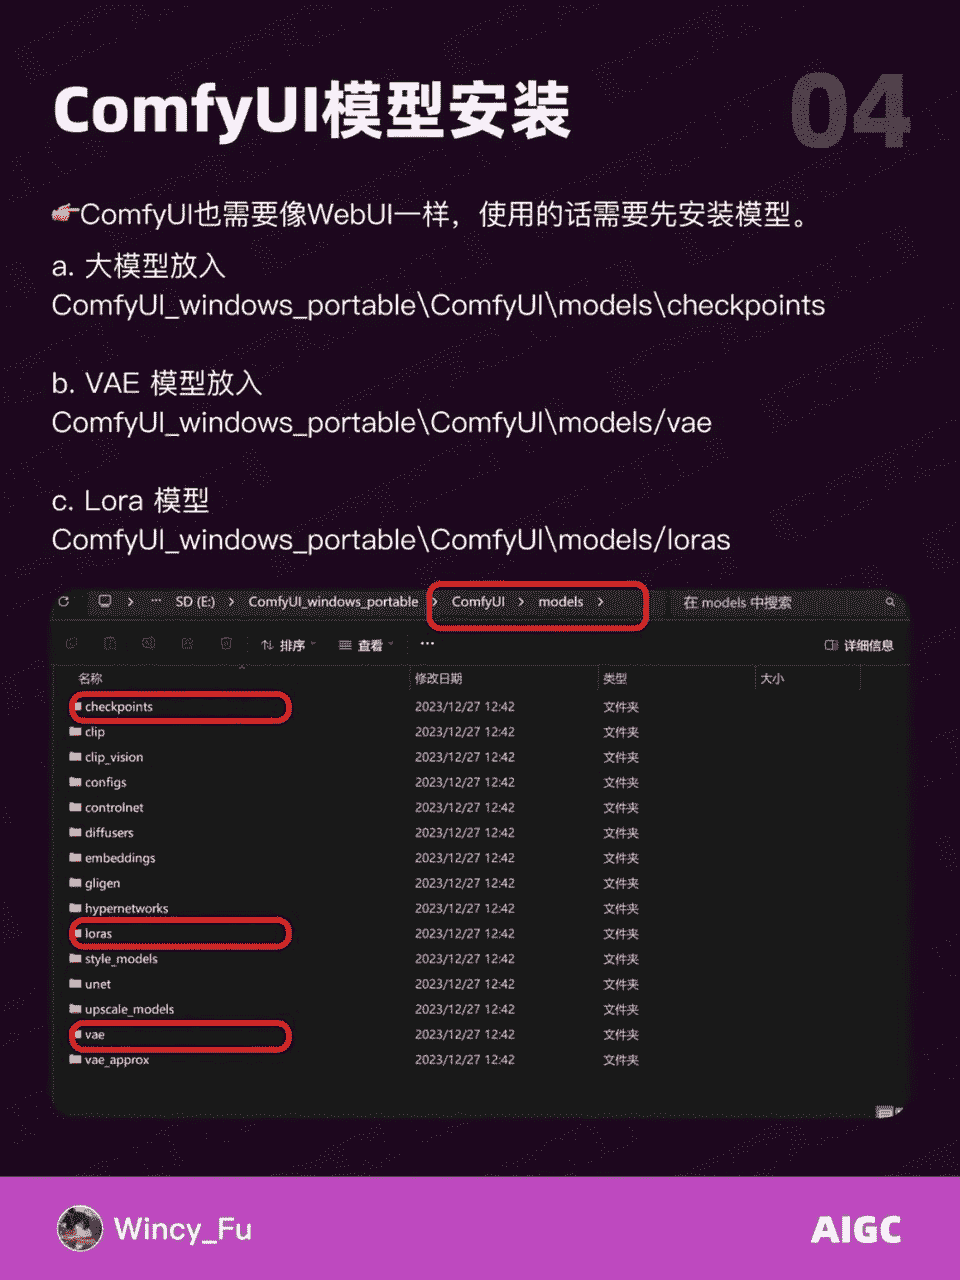 ComfyUI模型安装
04
👉ComfyUI也需要像WebUI一样，使用的话需要先安装模型。
a. 大模型放入
ComfyUI_windows_portable\ComfyUI\models\checkpoints
b. VAE 模型放入
ComfyUI_windows_portable\ComfyUI\models/vae
c. Lora 模型
ComfyUI_windows_portable\ComfyUI\models/loras
··· SD (E:) > ComfyUI_windows_portable > ComfyUI > models > 在 models 中搜索
排序 查看 ··· 详细信息
名称 修改日期 类型 大小
checkpoints 2023/12/27 12:42 文件夹
clip 2023/12/27 12:42 文件夹
clip_vision 2023/12/27 12:42 文件夹
configs 2023/12/27 12:42 文件夹
controlnet 2023/12/27 12:42 文件夹
diffusers 2023/12/27 12:42 文件夹
embeddings 2023/12/27 12:42 文件夹
gligen 2023/12/27 12:42 文件夹
hypernetworks 2023/12/27 12:42 文件夹
loras 2023/12/27 12:42 文件夹
style_models 2023/12/27 12:42 文件夹
unet 2023/12/27 12:42 文件夹
upscale_models 2023/12/27 12:42 文件夹
vae 2023/12/27 12:42 文件夹
vae_approx 2023/12/27 12:42 文件夹
Wincy_Fu
AIGC